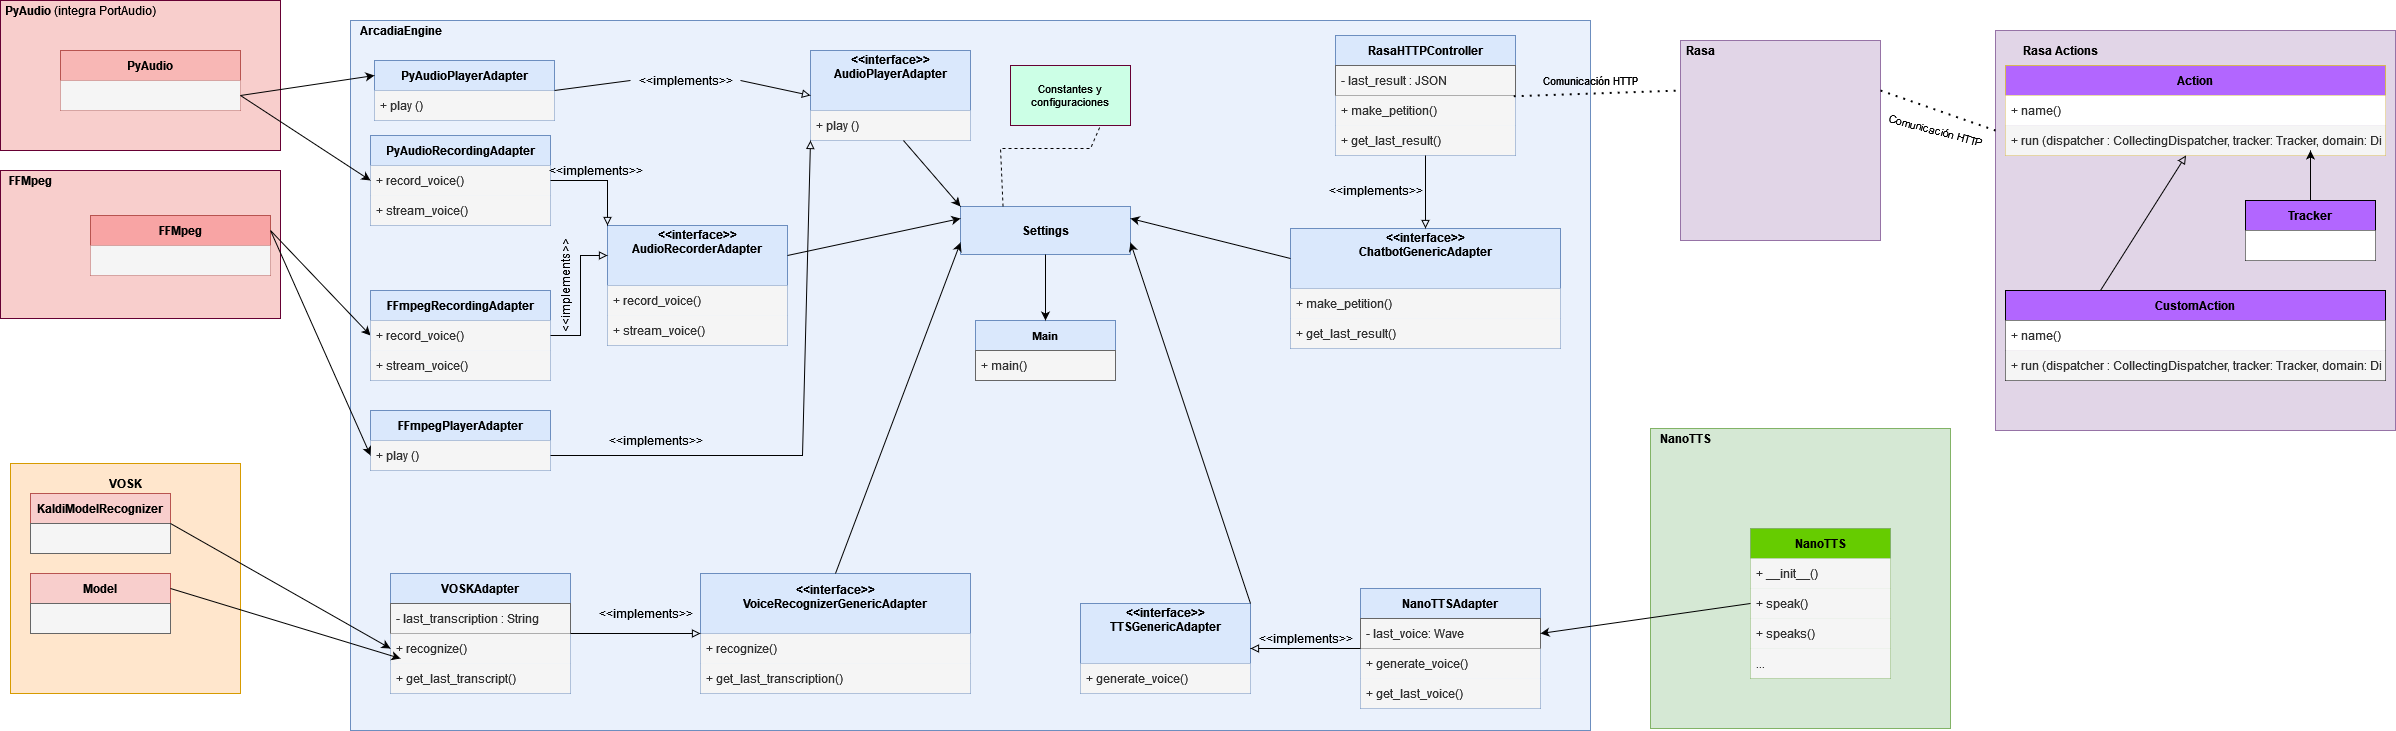 PyAudio (integra PortAudio)
PyAudio
FFMpeg
FFMpeg
VOSK
KaldiModelRecognizer
Model
ArcadiaEngine
PyAudioPlayerAdapter
+ play ()
<<implements>>
<<interface>>
AudioPlayerAdapter
+ play ()
PyAudioRecordingAdapter
+ record_voice()
+ stream_voice()
<<implements>>
<<interface>>
AudioRecorderAdapter
+ record_voice()
+ stream_voice()
<<implements>>
FFmpegRecordingAdapter
+ record_voice()
+ stream_voice()
FFmpegPlayerAdapter
+ play ()
<<implements>>
Constantes y
configuraciones
Settings
Main
+ main()
RasaHTTPController
- last_result : JSON
+ make_petition()
+ get_last_result()
<<implements>>
<<interface>>
ChatbotGenericAdapter
+ make_petition()
+ get_last_result()
VOSKAdapter
- last_transcription : String
+ recognize()
+ get_last_transcript()
<<implements>>
<<interface>>
VoiceRecognizerGenericAdapter
+ recognize()
+ get_last_transcription()
<<interface>>
TTSGenericAdapter
+ generate_voice()
<<implements>>
NanoTTSAdapter
- last_voice: Wave
+ generate_voice()
+ get_last_voice()
Comunicación HTTP
Rasa
Comunicación HTTP
Rasa Actions
Action
+ name()
+ run (dispatcher : CollectingDispatcher, tracker: Tracker, domain: Di
Tracker
CustomAction
+ name()
+ run (dispatcher : CollectingDispatcher, tracker: Tracker, domain: Di
NanoTTS
NanoTTS
+ __init__()
+ speak()
+ speaks()
...